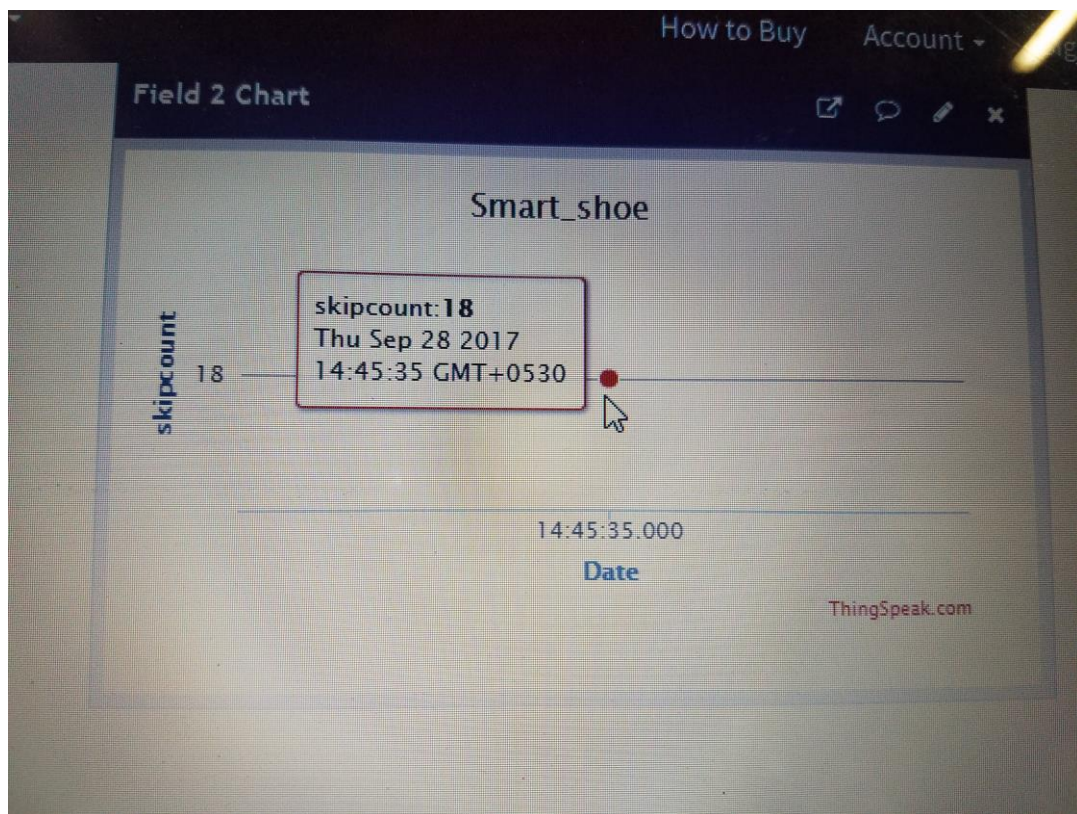 How to Buy
Account
Field 2 Chart
Smart_shoe
skipcount:18
Thu Sep 28 2017
14:45:35 GMT+0530
skipcount
18
14:45:35.000
Date
ThingSpeak.com